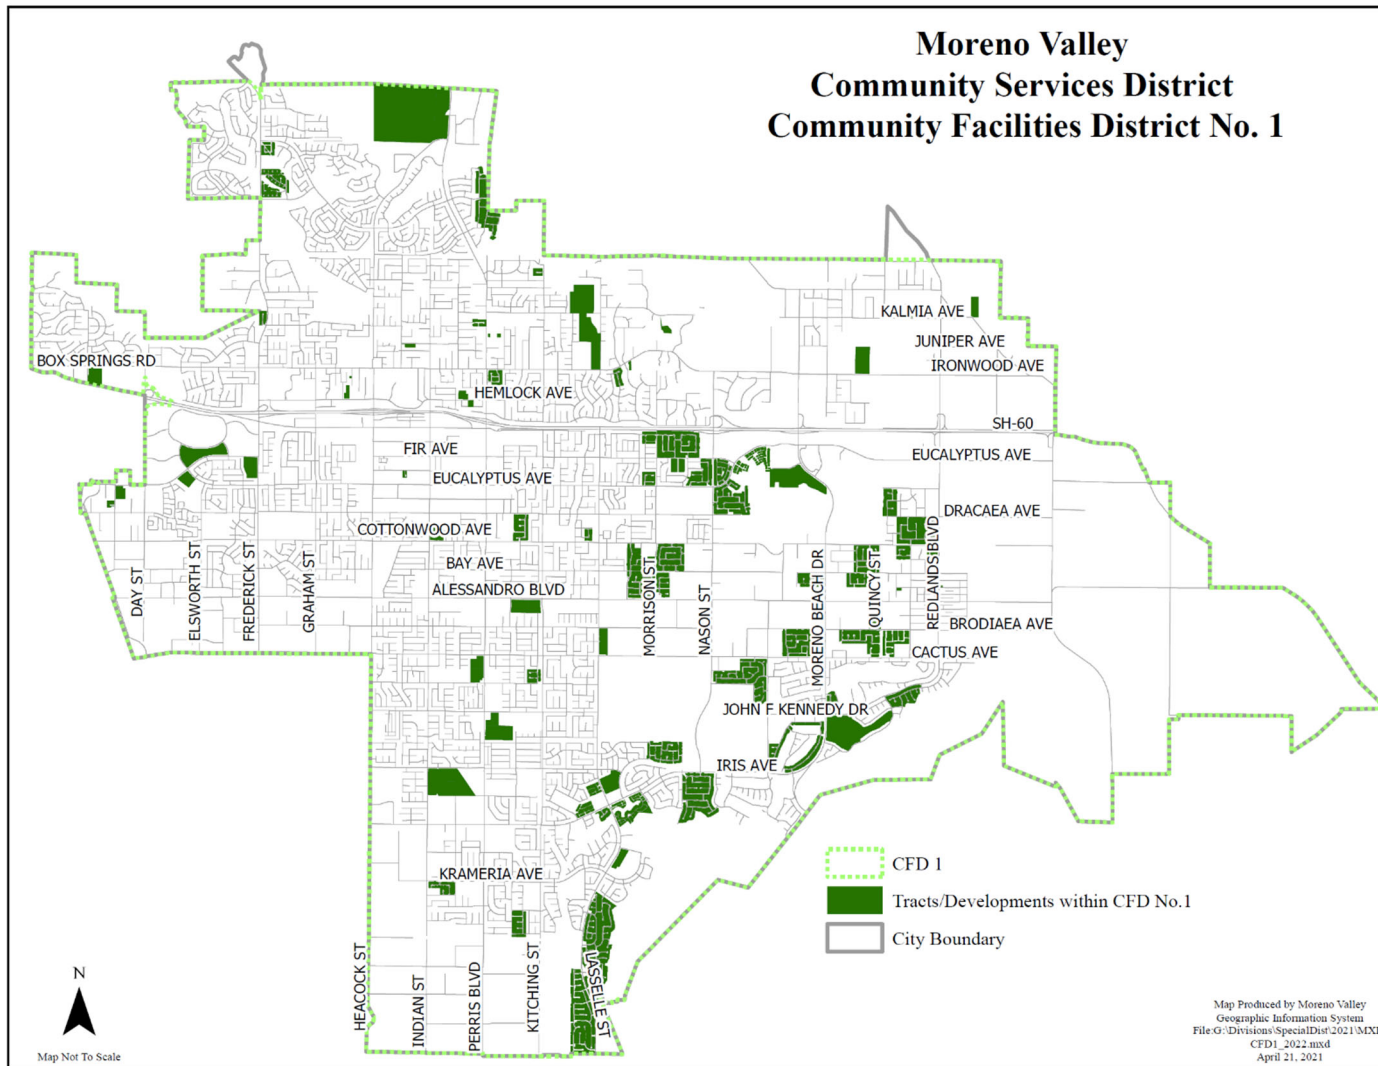 Moreno Valley
Community Services District
Community Facilities District No. 1
KALMIA AVE
JUNIPER AVE
IRONWOOD AVE
BOX SPRINGS RD
HEMLOCK AVE
SH-60
FIR AVE
EUCALYPTUS AVE
EUCALYPTUS AVE
DRACAEA AVE
COTTONWOOD AVE
BAY AVE
ALESSANDRO BLVD
DAY ST
ELSWORTH ST
FREDERICK ST
GRAHAM ST
MORRISON ST
NASON ST
MORENO BEACH DR
QUINCY ST
REDLANDS BLVD
BRODIAEA AVE
CACTUS AVE
JOHN F KENNEDY DR
IRIS AVE
KRAMERIA AVE
HEACOCK ST
INDIAN ST
PERRIS BLVD
KITCHING ST
LASSELLE ST
CFD 1
Tracts/Developments within CFD No.1
City Boundary
N
Map Not To Scale
Map Produced by Moreno Valley
Geographic Information System
File:G:\Divisions\SpecialDist\2021\MXD
CFD1_2022.mxd
April 21, 2021